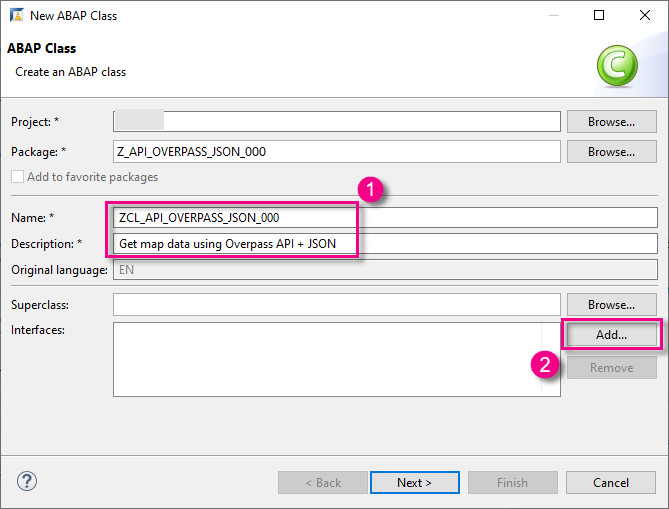 New ABAP Class
ABAP Class
Create an ABAP class
Project: * Browse...
Package: * Z_API_OVERPASS_JSON_000 Browse...
Add to favorite packages
1
Name: * ZCL_API_OVERPASS_JSON_000
Description: * Get map data using Overpass API + JSON
Original language: EN
Superclass: Browse...
Interfaces: Add...
2 Remove
? < Back Next > Finish Cancel